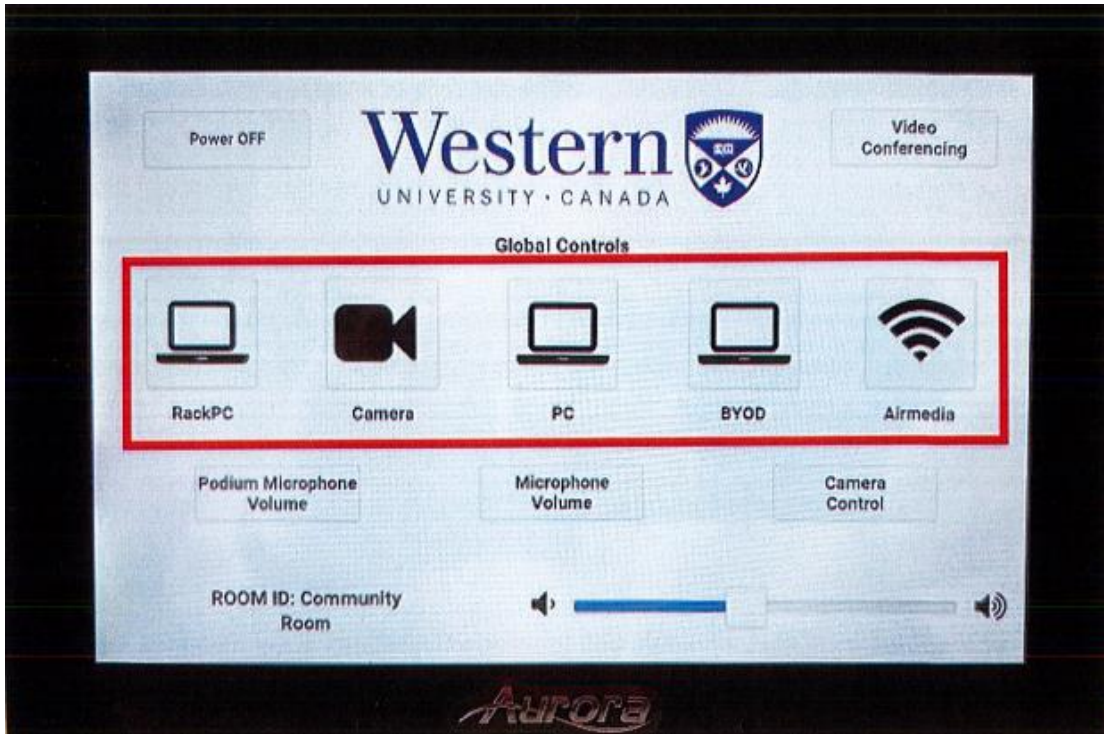 Power OFF
Western
UNIVERSITY · CANADA
Video
Conferencing
Global Controls
RackPC
Camera
PC
BYOD
Airmedia
Podium Microphone
Volume
Microphone
Volume
Camera
Control
ROOM ID: Community
Room
Aurora